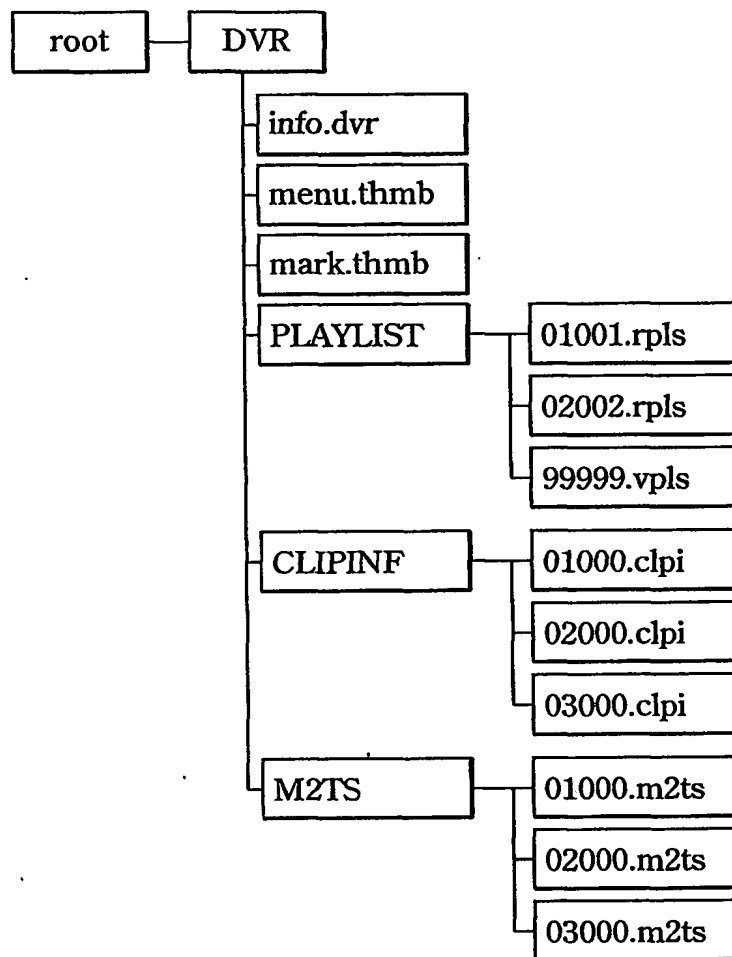 root
DVR
info.dvr
menu.thmb
mark.thmb
PLAYLIST
01001.rpls
02002.rpls
99999.vpls
CLIPINF
01000.clpi
02000.clpi
03000.clpi
M2TS
01000.m2ts
02000.m2ts
03000.m2ts